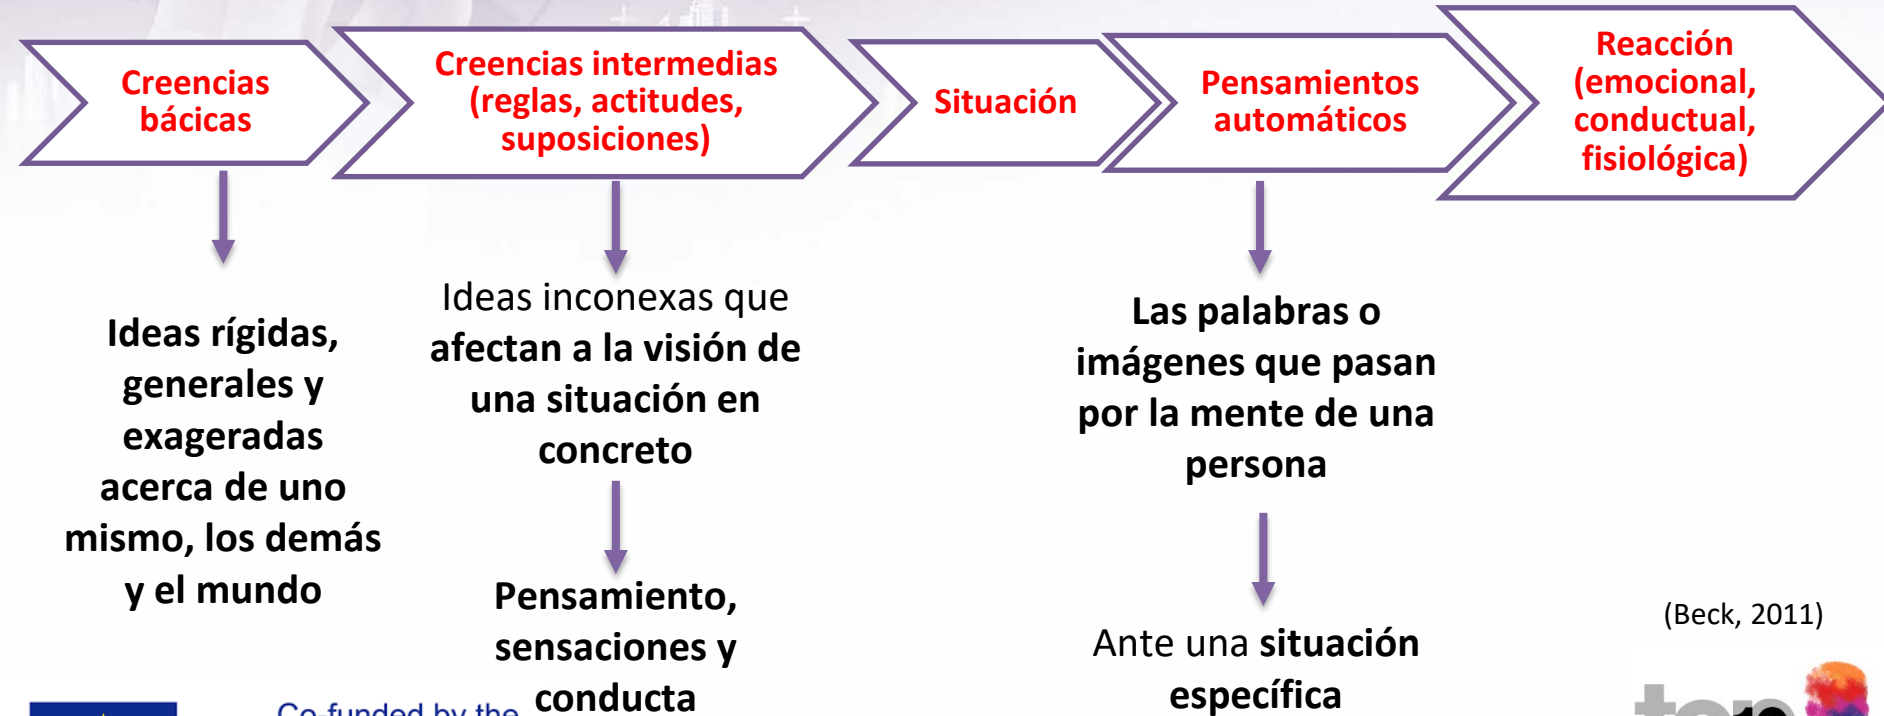 Creencias
bácicas
Creencias intermedias
(reglas, actitudes,
suposiciones)
Situación
Pensamientos
automáticos
Reacción
(emocional,
conductual,
fisiológica)
Ideas rígidas,
generales y
exageradas
acerca de uno
mismo, los demás
y el mundo
Ideas inconexas que
afectan a la visión de
una situación en
concreto
Pensamiento,
sensaciones y
conducta
Las palabras o
imágenes que pasan
por la mente de una
persona
Ante una situación
específica
(Beck, 2011)
Co-funded by the